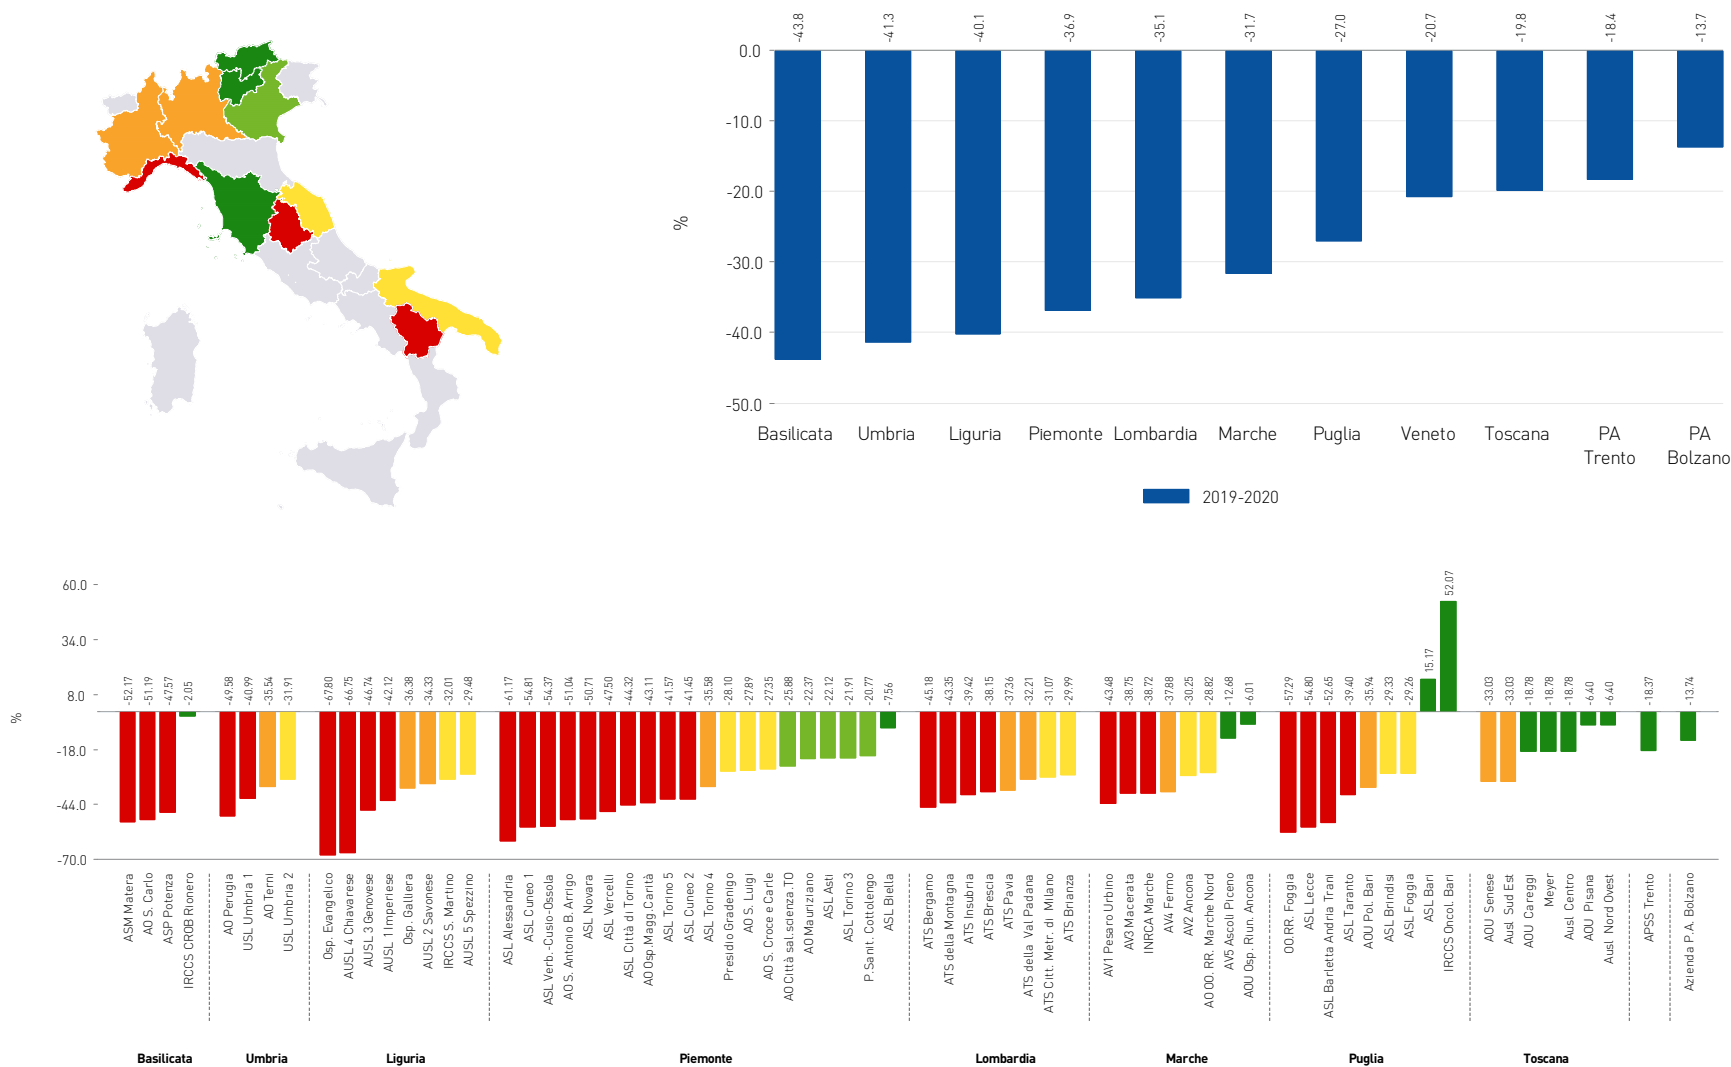 -43.8
-41.3
-40.1
-36.9
-35.1
-31.7
-27.0
-20.7
-19.8
-18.4
-13.7
0.0
-10.0
-20.0
-30.0
-40.0
-50.0
%
Basilicata
Umbria
Liguria
Piemonte
Lombardia
Marche
Puglia
Veneto
Toscana
PA
Trento
PA
Bolzano
2019-2020
60.0
34.0
8.0
-18.0
-44.0
-70.0
%
-52.17
-51.19
-47.57
-2.05
-49.58
-40.99
-35.54
-31.91
-67.80
-66.75
-46.74
-42.12
-36.38
-34.33
-32.01
-29.48
-61.17
-54.81
-54.37
-51.04
-50.71
-47.50
-44.32
-43.11
-41.57
-41.45
-35.58
-28.10
-27.89
-27.35
-25.88
-22.37
-22.12
-21.91
-20.77
-7.56
-45.18
-43.35
-39.42
-38.15
-37.36
-32.21
-31.07
-29.99
-43.48
-38.75
-38.72
-37.88
-30.25
-28.82
-12.68
-6.01
-57.29
-54.80
-52.65
-39.40
-35.94
-29.33
-29.26
15.17
52.07
-33.03
-33.03
-18.78
-18.78
-18.78
-6.40
-6.40
-18.37
-13.74
ASM Matera
AO S. Carlo
ASP Potenza
IRCCS CROB Rionero
AO Perugia
USL Umbria 1
AO Terni
USL Umbria 2
Osp. Evangelico
AUSL 4 Chiavarese
AUSL 3 Genovese
AUSL 1 Imperiese
Osp. Galliera
AUSL 2 Savonese
IRCCS S. Martino
AUSL 5 Spezzino
ASL Alessandria
ASL Cuneo 1
ASL Verb.-Cusio-Ossola
AO S. Antonio B. Arrigo
ASL Novara
ASL Vercelli
ASL Città di Torino
AO Osp.Magg.Carità
ASL Torino 5
ASL Cuneo 2
ASL Torino 4
Presidio Gradenigo
AO S. Luigi
AO S. Croce e Carle
AO Città sal.scienza.TO
AO Mauriziano
ASL Asti
ASL Torino 3
P.Sant. Cottolengo
ASL Biella
ATS Bergamo
ATS della Montagna
ATS Insubria
ATS Brescia
ATS Pavia
ATS della Val Padana
ATS Citt. Metr. di Milano
ATS Brianza
AV1 Pesaro Urbino
AV3 Macerata
INRCA Marche
AV4 Fermo
AV2 Ancona
AO OO. RR. Marche Nord
AV5 Ascoli Piceno
AOU Osp. Riun. Ancona
OO.RR. Foggia
ASL Lecce
ASL Barletta Andria Trani
ASL Taranto
AOU Pol. Bari
ASL Brindisi
ASL Foggia
ASL Bari
IRCCS Oncol. Bari
AOU Senese
Ausl Sud Est
AOU Careggi
Meyer
Ausl Centro
AOU Pisana
Ausl Nord Ovest
APSS Trento
Azienda P.A. Bolzano
Basilicata
Umbria
Liguria
Piemonte
Lombardia
Marche
Puglia
Toscana